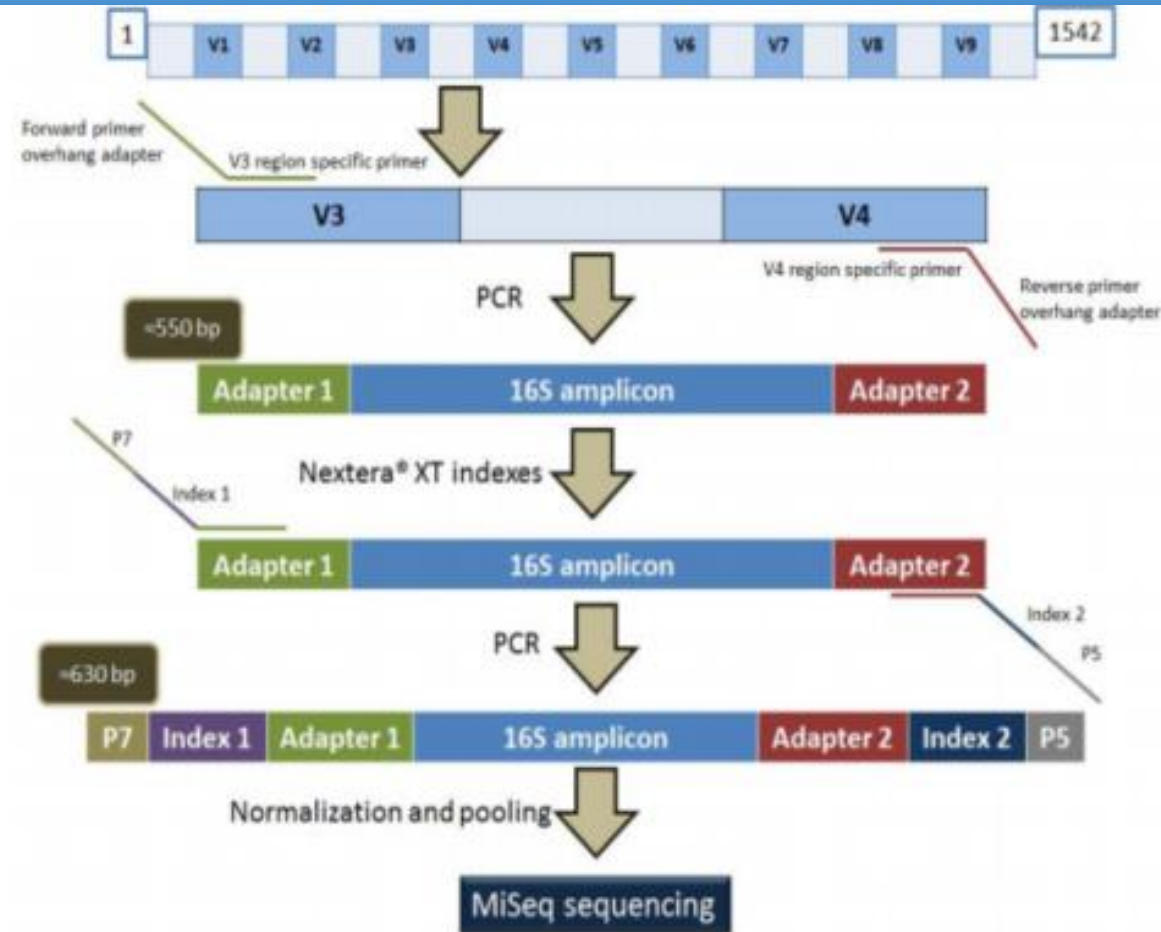 1 V1 V2 V3 V4 V5 V6 V7 V8 V9 1542
Forward primer
overhang adapter
V3 region specific primer
V3 V4
V4 region specific primer
Reverse primer
overhang adapter
PCR
≈550 bp
Adapter 1 16S amplicon Adapter 2
P7
Nextera® XT indexes
Index 1
Adapter 1 16S amplicon Adapter 2
Index 2
PCR
P5
≈630 bp
P7 Index 1 Adapter 1 16S amplicon Adapter 2 Index 2 P5
Normalization and pooling
MiSeq sequencing